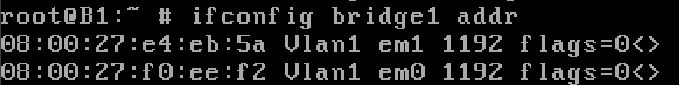 root@B1:~ # ifconfig bridge1 addr
08:00:27:e4:eb:5a Vlan1 em1 1192 flags=0<>
08:00:27:f0:ee:f2 Vlan1 em0 1192 flags=0<>